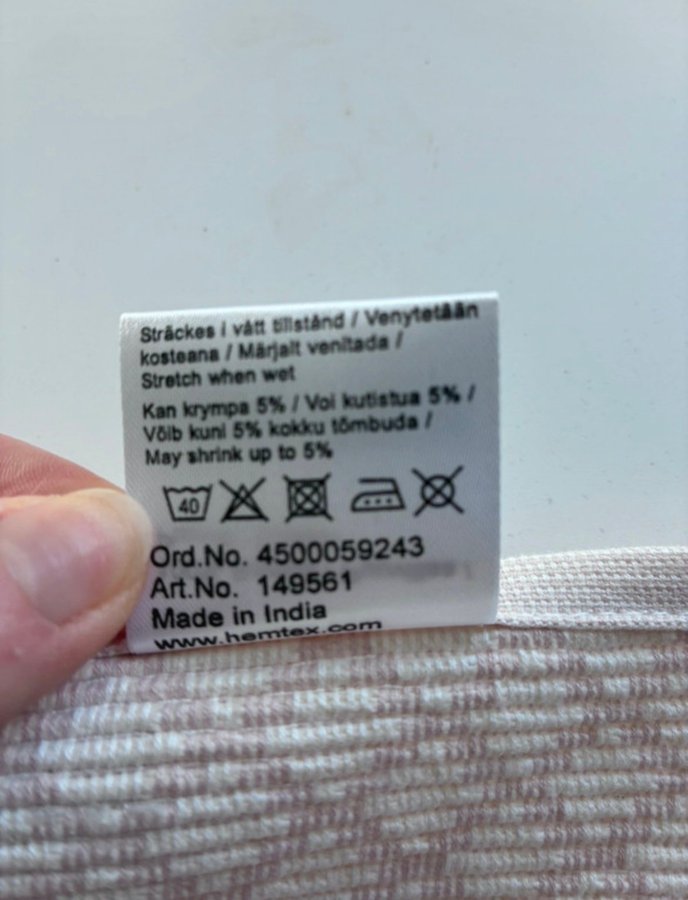 Sträckes i vått tillstånd / Venytetään
kosteana / Märjalt venitada /
Stretch when wet
Kan krympa 5% / Voi kutistua 5% /
Võib kuni 5% kokku tõmbuda /
May shrink up to 5%
40
Ord.No. 4500059243
Art.No. 149561
Made in India
www.hemtex.com